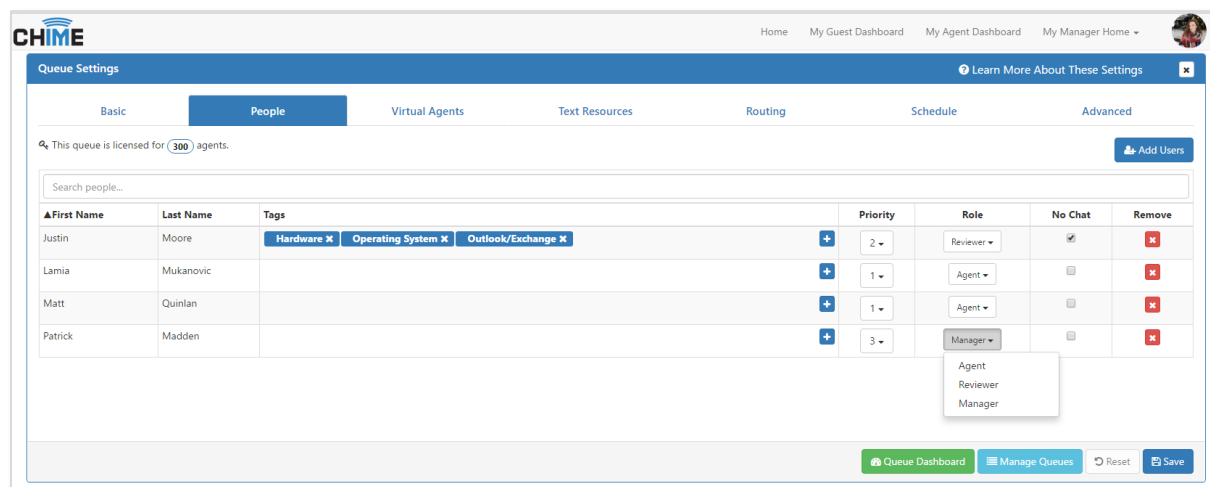 CHIME
Home My Guest Dashboard My Agent Dashboard My Manager Home
Queue Settings Learn More About These Settings
Basic People Virtual Agents Text Resources Routing Schedule Advanced
This queue is licensed for 300 agents. Add Users
Search people...
▲First Name Last Name Tags Priority Role No Chat Remove
Justin Moore Hardware Operating System Outlook/Exchange 2 Reviewer
Lamia Mukanovic 1 Agent
Matt Quinlan 1 Agent
Patrick Madden 3 Manager
Agent
Reviewer
Manager
Queue Dashboard Manage Queues Reset Save